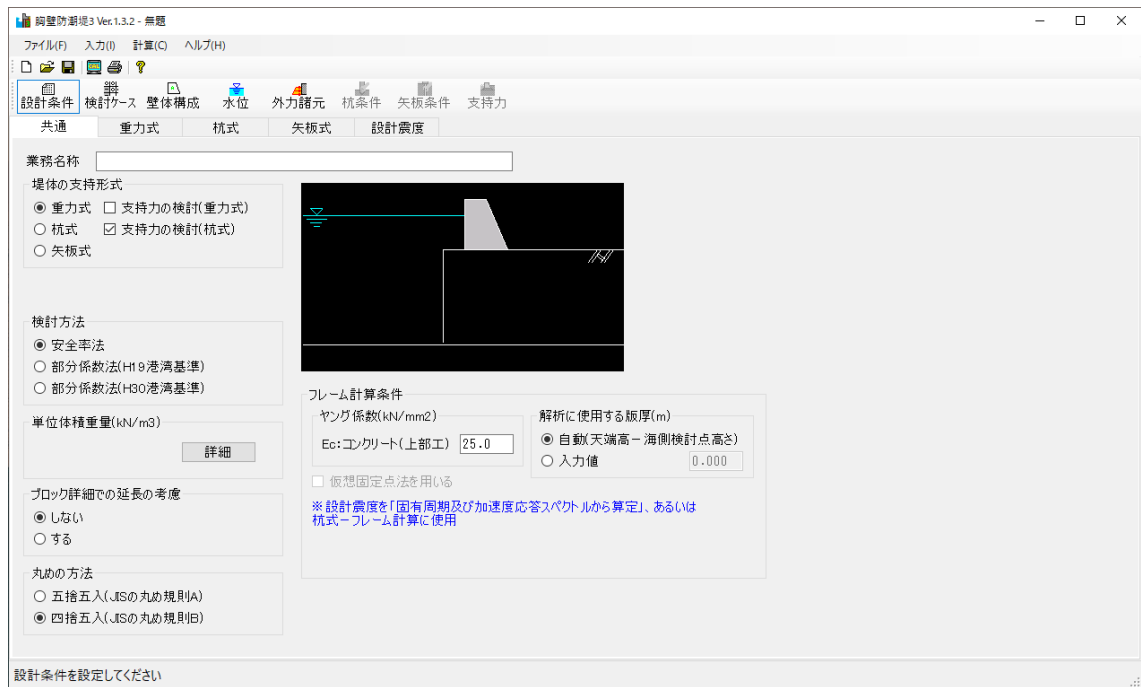 胸壁防潮堤3 Ver.1.3.2 - 無題
ファイル(F) 入力(I) 計算(C) ヘルプ(H)
設計条件 検討ケース 壁体構成 水位 外力諸元 杭条件 矢板条件 支持力
共通 重力式 杭式 矢板式 設計震度
業務名称
堤体の支持形式
重力式 支持力の検討(重力式)
杭式 支持力の検討(杭式)
矢板式
検討方法
安全率法
部分係数法(H19港湾基準)
部分係数法(H30港湾基準)
単位体積重量(kN/m3)
詳細
ブロック詳細での延長の考慮
しない
する
丸めの方法
五捨五入(JISの丸め規則A)
四捨五入(JISの丸め規則B)
フレーム計算条件
ヤング係数(kN/mm2)
Ec:コンクリート(上部工) 25.0
解析に使用する版厚(m)
自動(天端高－海側検討点高さ)
入力値 0.000
仮想固定点法を用いる
※設計震度を「固有周期及び加速度応答スペクトルから算定」、あるいは
杭式－フレーム計算に使用
設計条件を設定してください